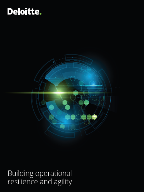 Deloitte.
Building operational
resilience and agility